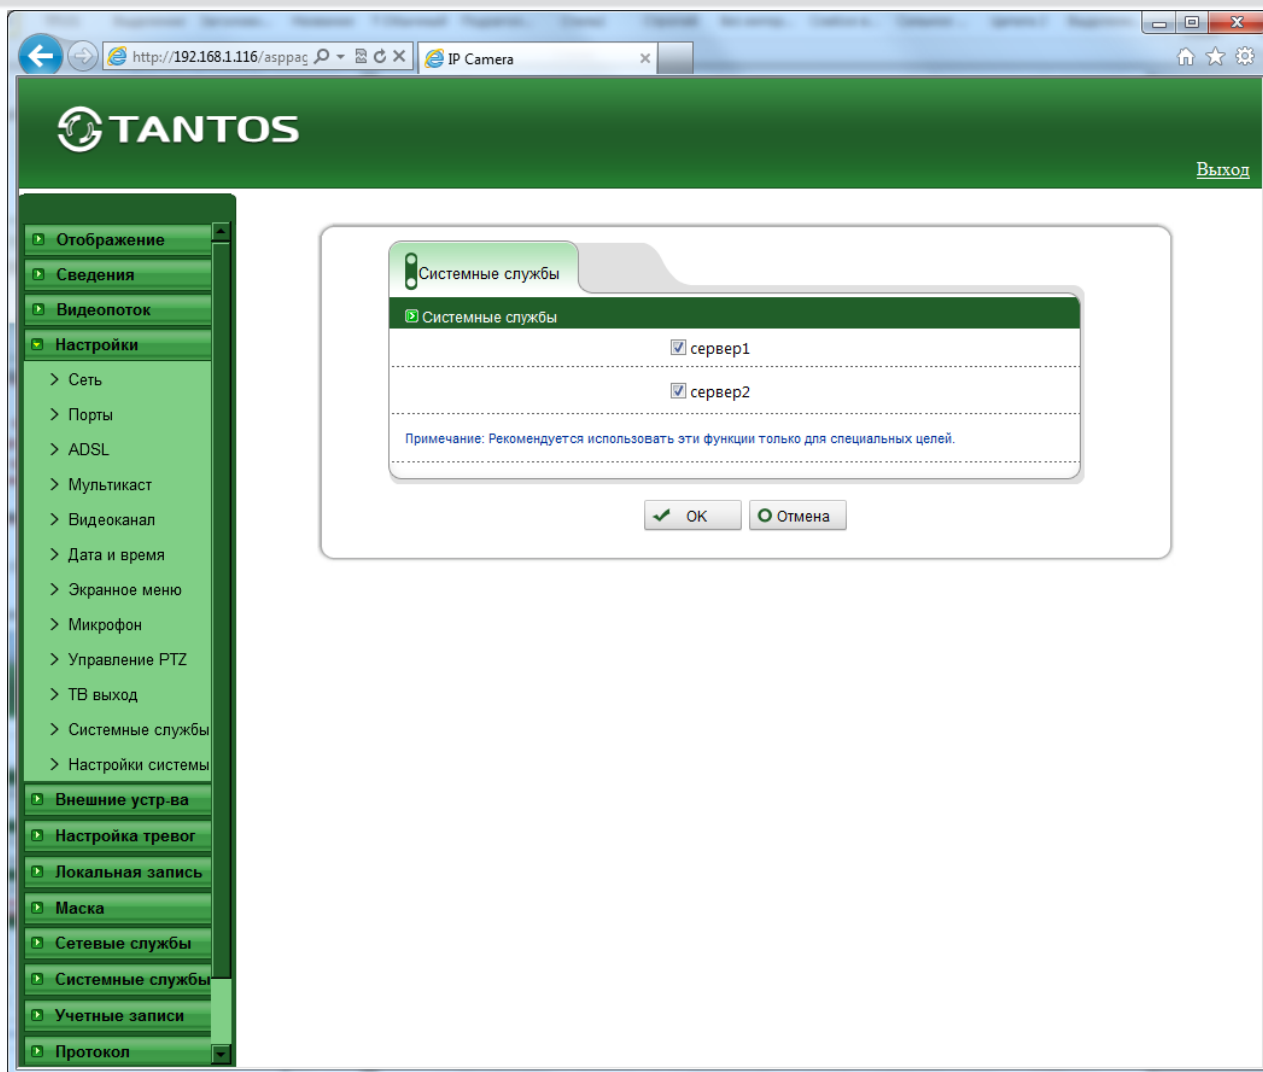 http://192.168.1.116/asppag
IP Camera
TANTOS
Выход
Отображение
Сведения
Видеопоток
Настройки
Сеть
Порты
ADSL
Мультикаст
Видеоканал
Дата и время
Экранное меню
Микрофон
Управление PTZ
ТВ выход
Системные службы
Настройки системы
Внешние устр-ва
Настройка тревог
Локальная запись
Маска
Сетевые службы
Системные службы
Учетные записи
Протокол
Системные службы
Системные службы
сервер1
сервер2
Примечание: Рекомендуется использовать эти функции только для специальных целей.
OK
Отмена